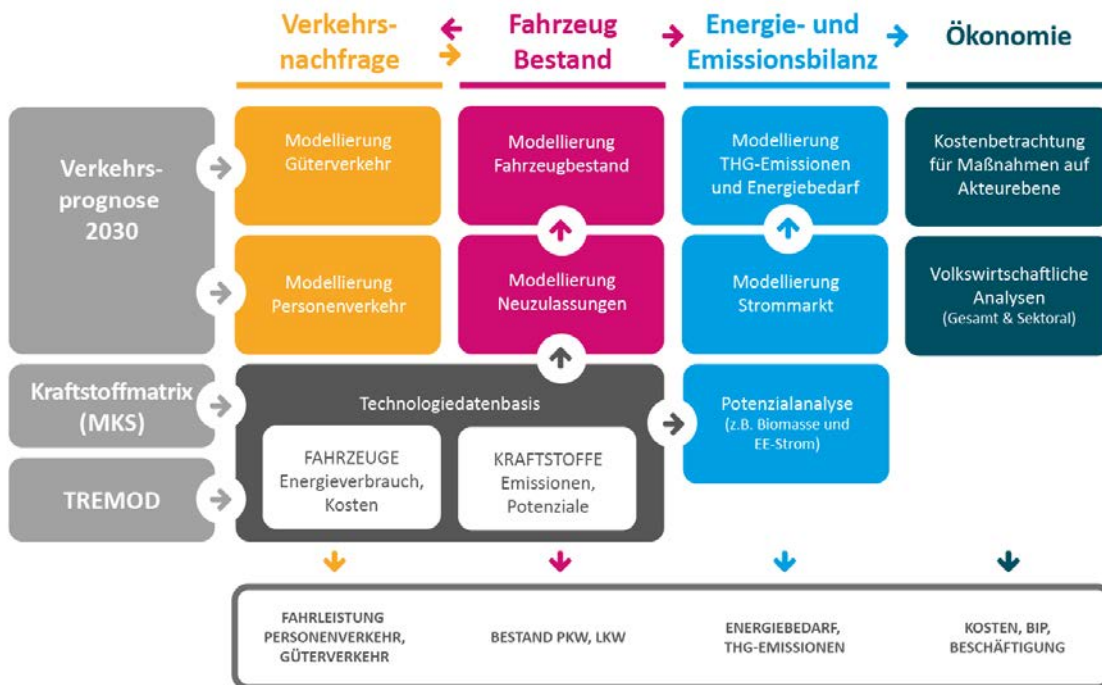 Verkehrs-
nachfrage
Fahrzeug
Bestand
Energie- und
Emissionsbilanz
Ökonomie
Verkehrs-
prognose
2030
Modellierung
Güterverkehr
Modellierung
Fahrzeugbestand
Modellierung
THG-Emissionen
und Energiebedarf
Kostenbetrachtung
für Maßnahmen auf
Akteurebene
Modellierung
Personenverkehr
Modellierung
Neuzulassungen
Modellierung
Strommarkt
Volkswirtschaftliche
Analysen
(Gesamt & Sektoral)
Kraftstoffmatrix
(MKS)
TREMOD
Technologiedatenbasis
FAHRZEUGE
Energieverbrauch,
Kosten
KRAFTSTOFFE
Emissionen,
Potenziale
Potenzialanalyse
(z.B. Biomasse und
EE-Strom)
FAHRLEISTUNG
PERSONENVERKEHR,
GÜTERVERKEHR
BESTAND PKW, LKW
ENERGIEBEDARF,
THG-EMISSIONEN
KOSTEN, BIP,
BESCHÄFTIGUNG